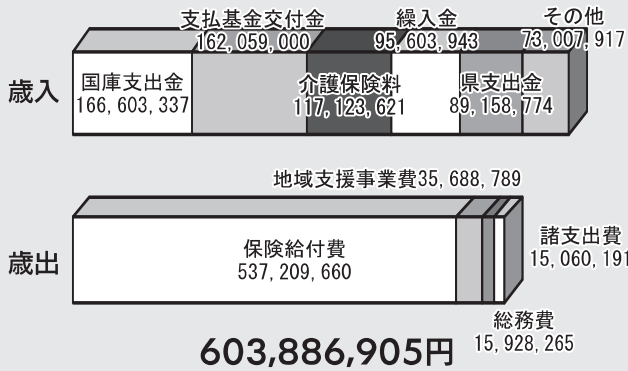 支払基金交付金
162,059,000
繰入金
95,603,943
その他
73,007,917
歳入
国庫支出金
166,603,337
介護保険料
117,123,621
県支出金
89,158,774
地域支援事業費35,688,789
歳出
保険給付費
537,209,660
諸支出費
15,060,191
総務費
15,928,265
603,886,905円